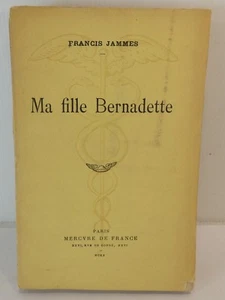 FRANCIS JAMMES
Ma fille Bernadette
PARIS
MERCVRE DE FRANCE